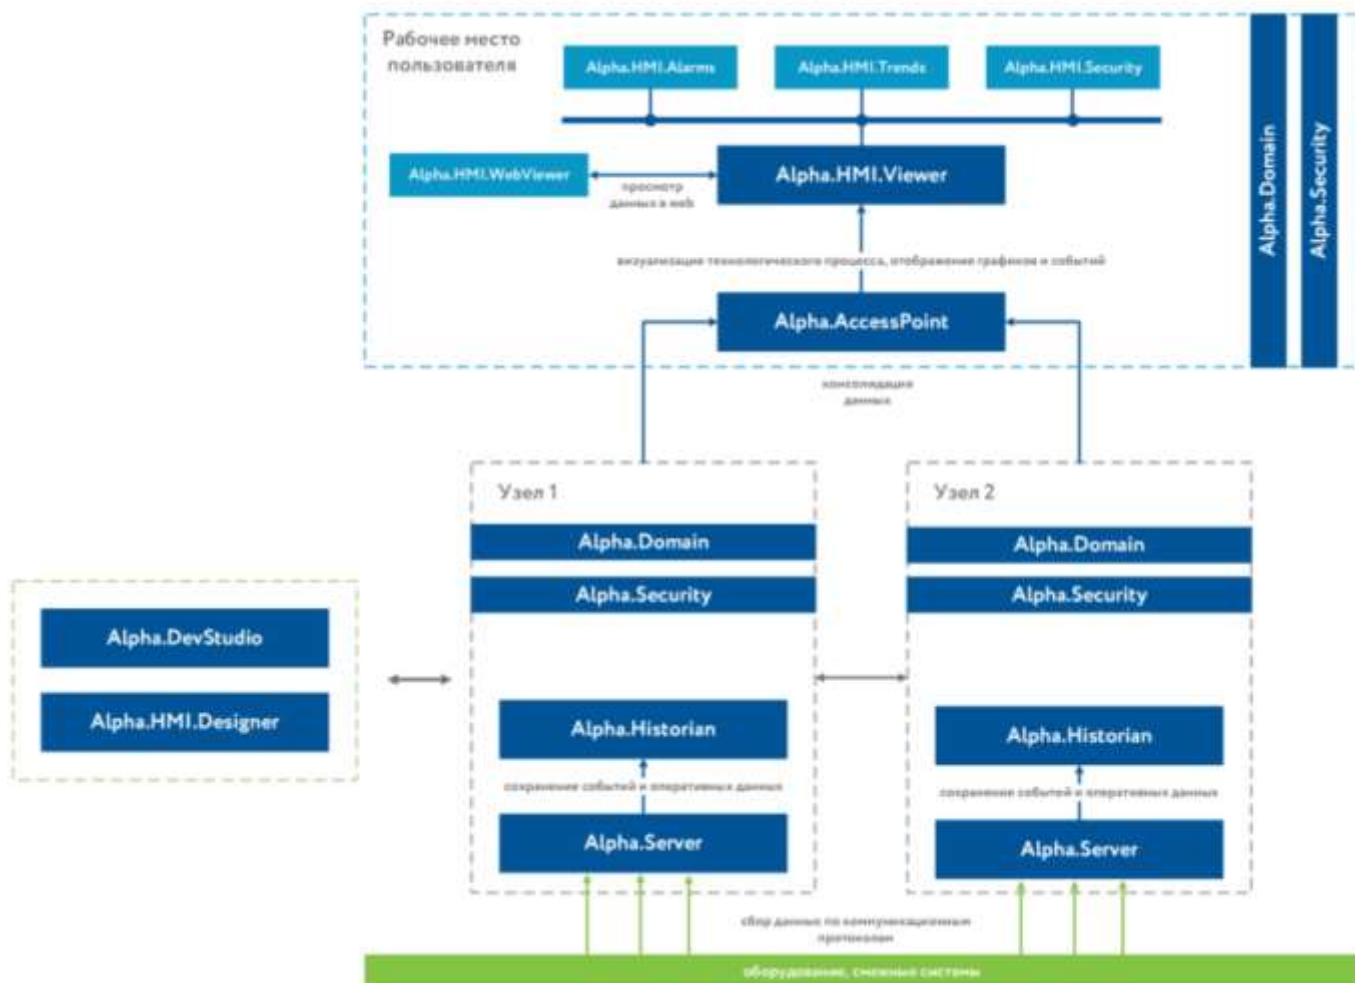 Рабочее место
пользователя
Alpha.HMI.Alarms
Alpha.HMI.Trends
Alpha.HMI.Security
Alpha.Domain
Alpha.Security
Alpha.HMI.WebViewer
просмотр
данных в web
Alpha.HMI.Viewer
визуализация технологического процесса, отображение графиков и событий
Alpha.AccessPoint
консолидация
данных
Узел 1
Alpha.Domain
Alpha.Security
Alpha.Historian
сохранение событий и оперативных данных
Alpha.Server
Узел 2
Alpha.Domain
Alpha.Security
Alpha.Historian
сохранение событий и оперативных данных
Alpha.Server
Alpha.DevStudio
Alpha.HMI.Designer
сбор данных по коммуникационным
протоколам
оборудование, смежные системы